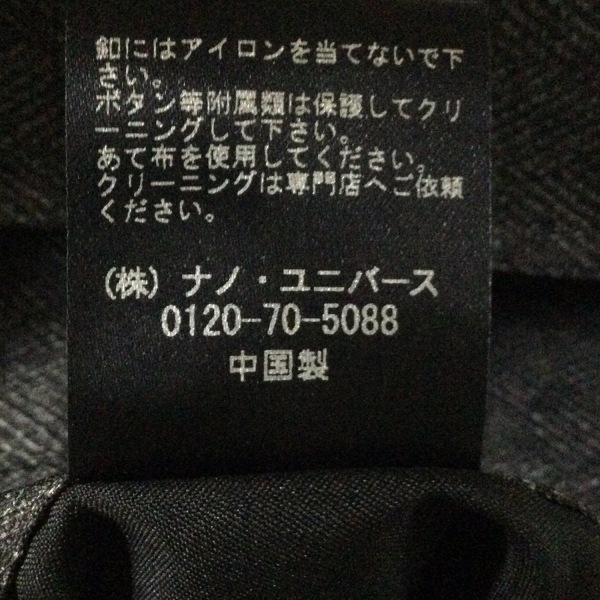 釦にはアイロンを当てないで下
さい。
ボタン等附属類は保護してクリ
ーニングして下さい。
あて布を使用してください。
クリーニングは専門店へご依頼
ください。
(株) ナノ・ユニバース
0120-70-5088
中国製